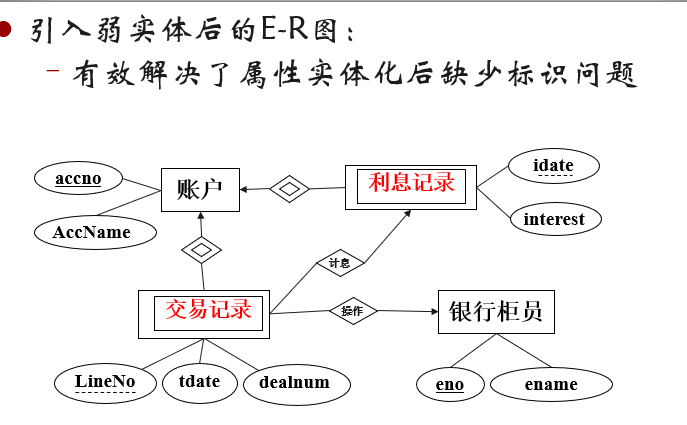 引入弱实体后的E-R图：
有效解决了属性实体化后缺少标识问题
accno
账户
利息记录
idate
AccName
interest
计息
交易记录
操作
银行柜员
LineNo
tdate
dealnum
eno
ename